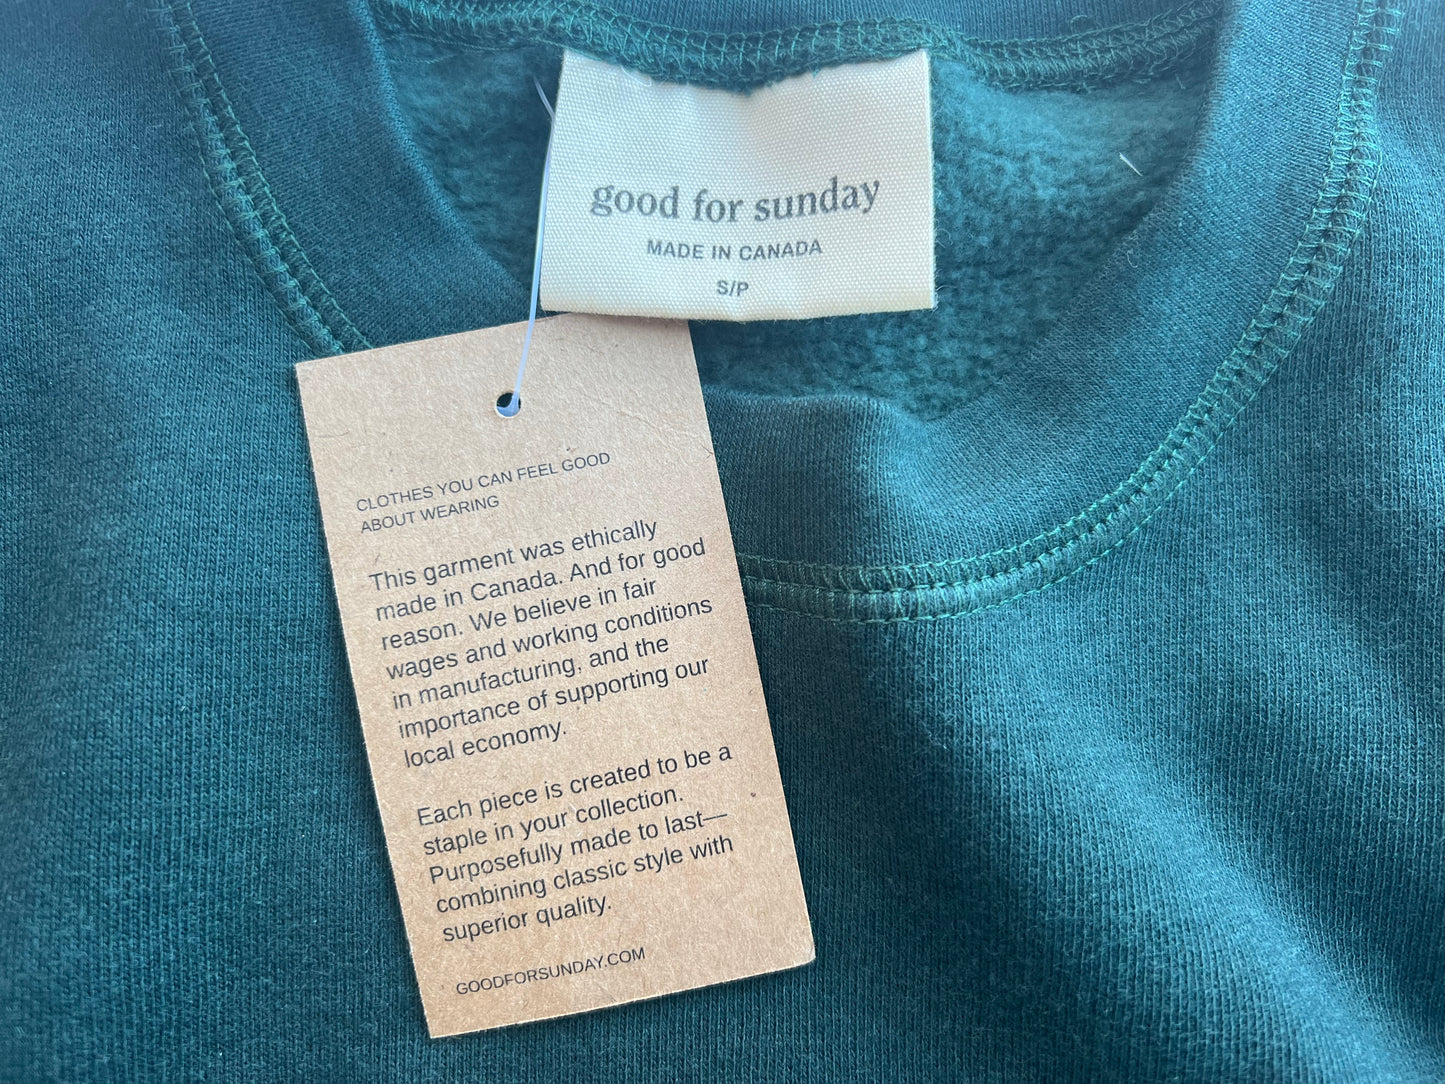 good for sunday
MADE IN CANADA
S/P
CLOTHES YOU CAN FEEL GOOD
ABOUT WEARING
This garment was ethically
made in Canada. And for good
reason. We believe in fair
wages and working conditions
in manufacturing, and the
importance of supporting our
local economy.
Each piece is created to be a
staple in your collection.
Purposefully made to last—
combining classic style with
superior quality.
GOODFORSUNDAY.COM